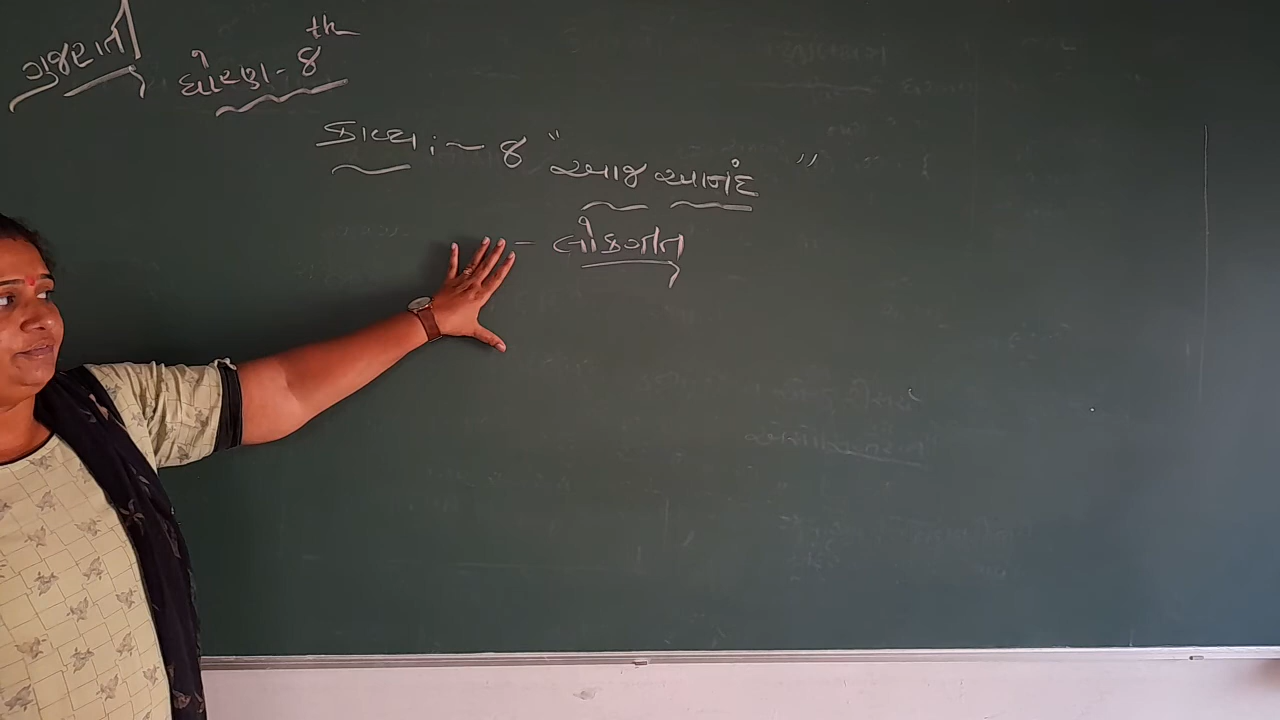 ગુજરાતી
ધોરણ - 8th
કાવ્ય :- 8 "આજ આનંદ"
- લોકગીત